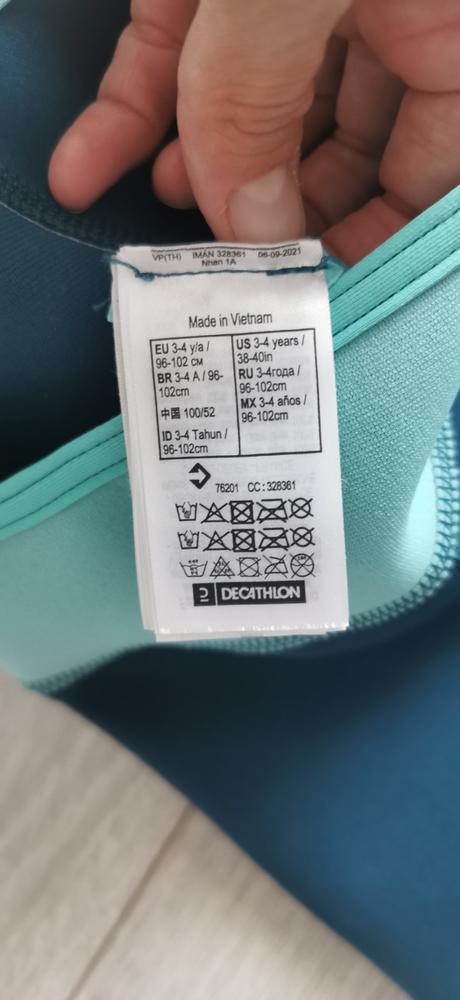 VP(TH) IMAN 328361 06-09-2021
Nhan 1A
Made in Vietnam
EU 3-4 y/a /
96-102 CM
BR 3-4 A / 96-
102cm
中国 100/52
ID 3-4 Tahun /
96-102cm
US 3-4 years /
38-40in
RU 3-4года /
96-102cm
MX 3-4 años /
96-102cm
76201 CC:328361
DECATHLON